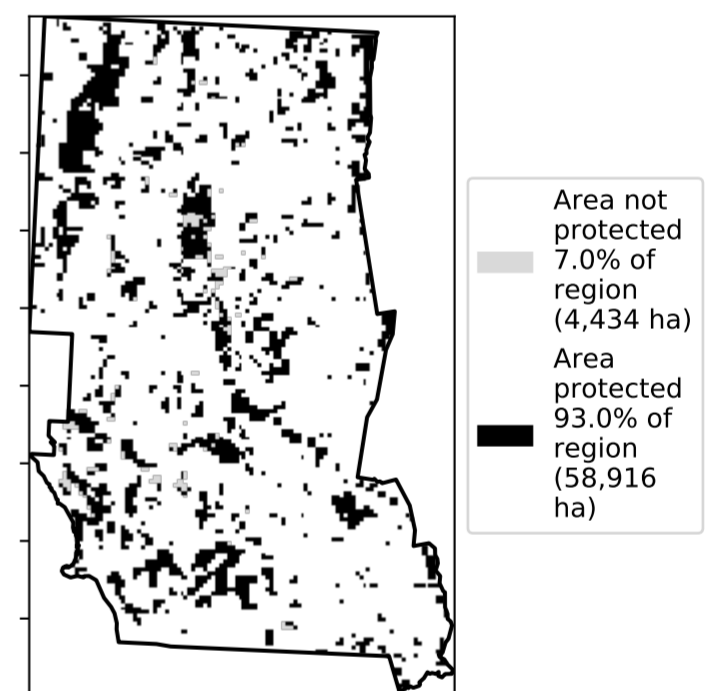 Area not
protected
7.0% of
region
(4,434 ha)
Area
protected
93.0% of
region
(58,916
ha)